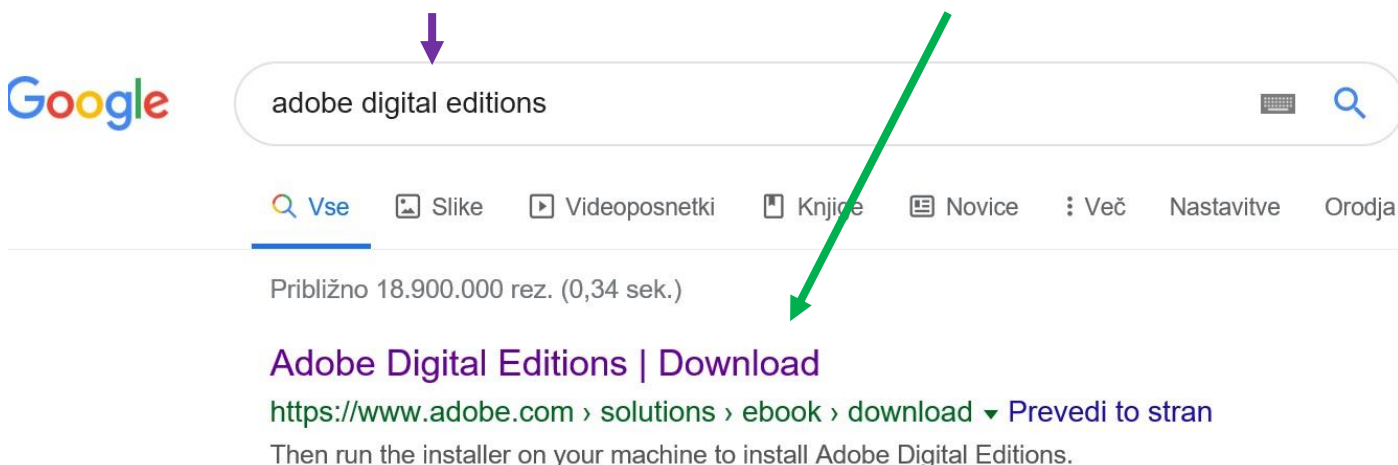 Google
adobe digital editions
Vse Slike Videoposnetki Knjige Novice Več Nastavitve Orodja
Približno 18.900.000 rez. (0,34 sek.)
Adobe Digital Editions | Download
https://www.adobe.com › solutions › ebook › download Prevedi to stran
Then run the installer on your machine to install Adobe Digital Editions.